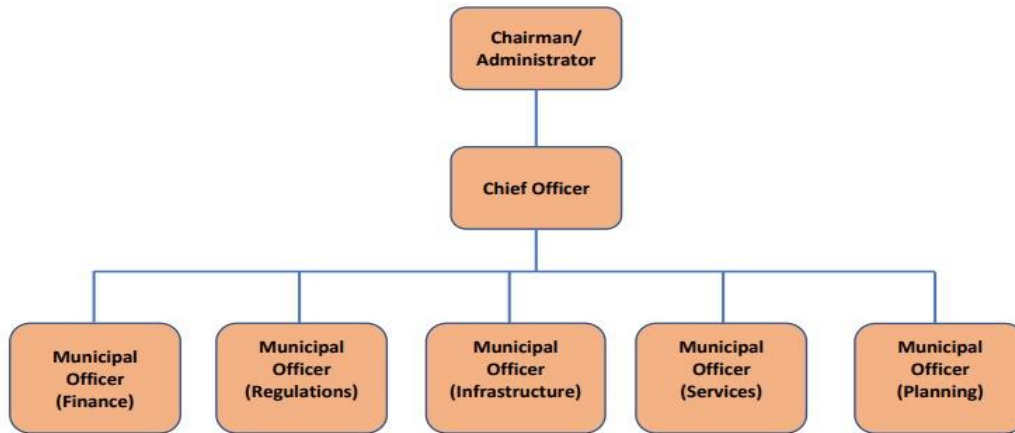 Chairman/
Administrator
Chief Officer
Municipal
Officer
(Finance)
Municipal
Officer
(Regulations)
Municipal
Officer
(Infrastructure)
Municipal
Officer
(Services)
Municipal
Officer
(Planning)